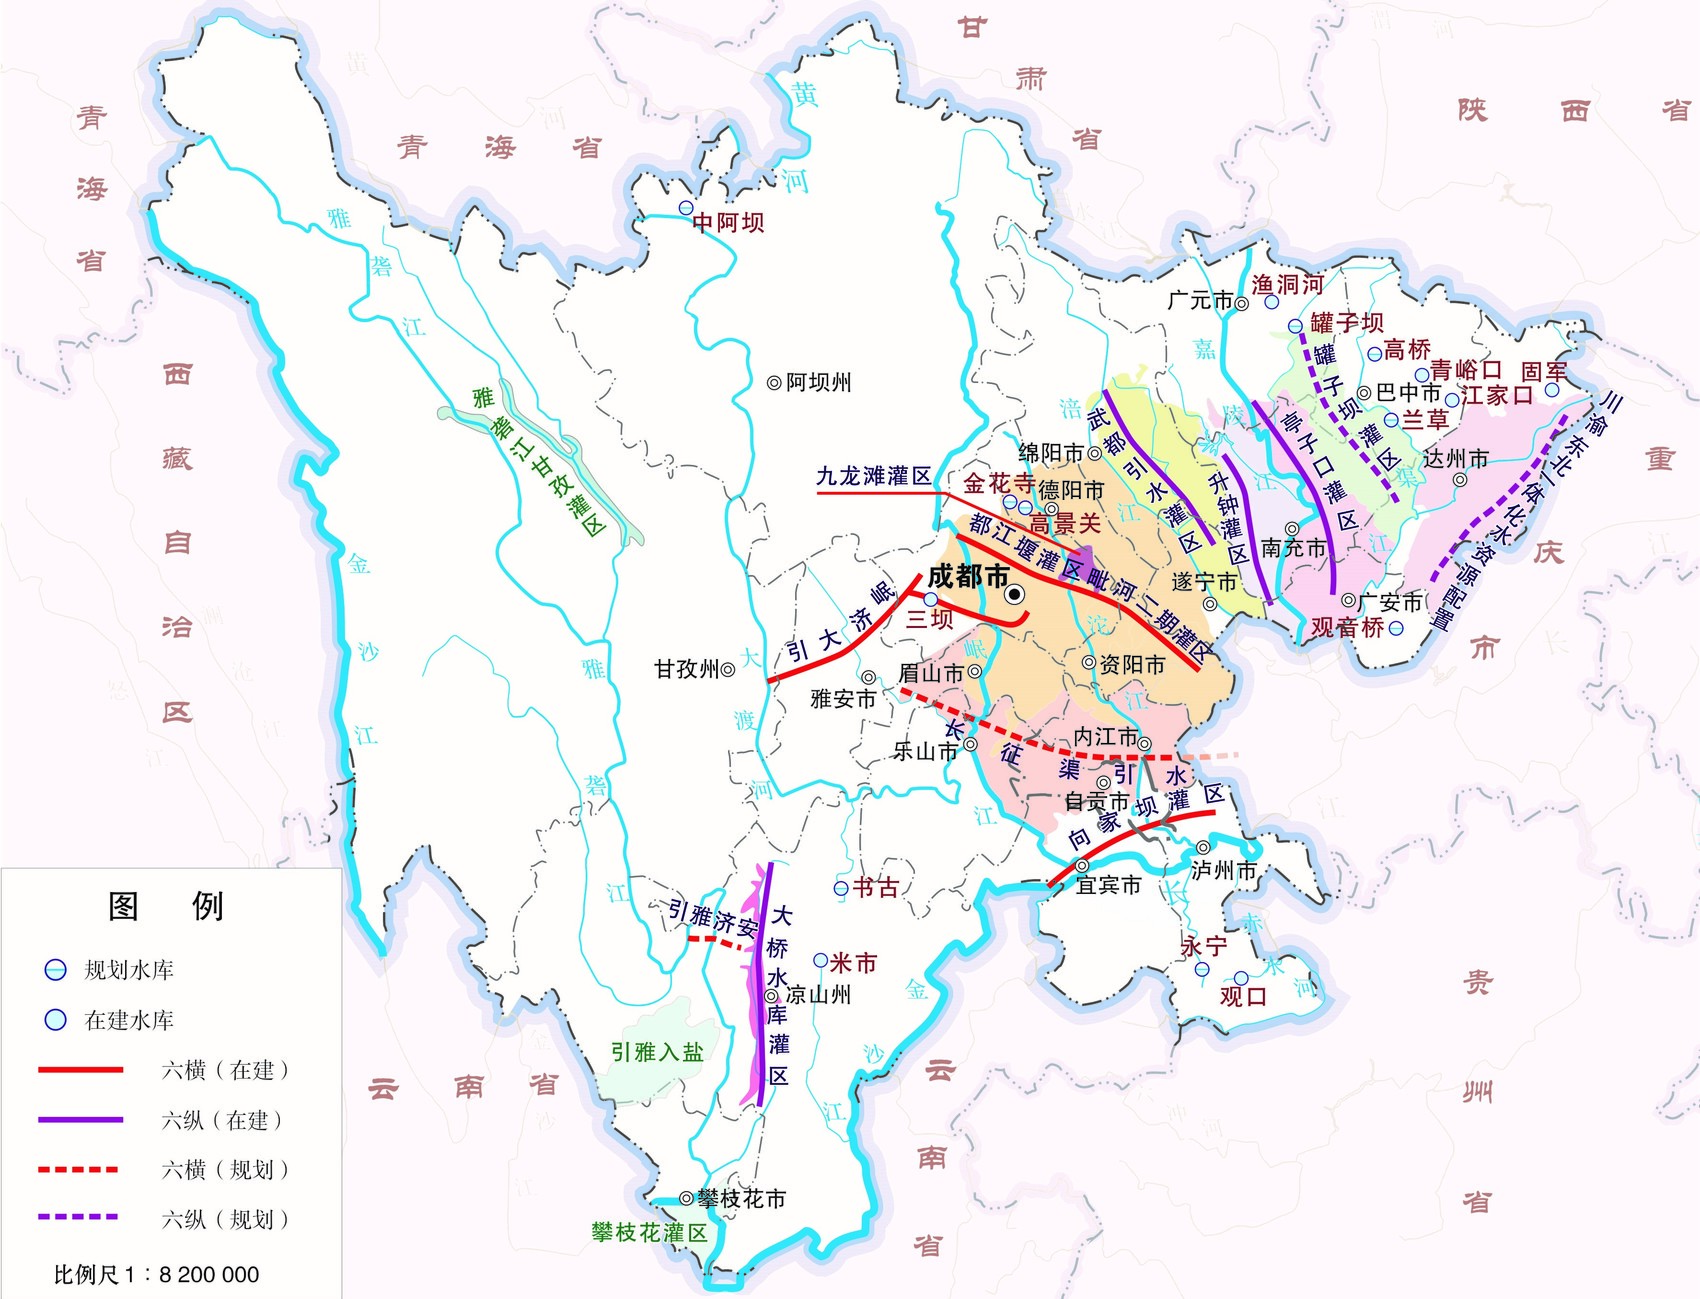 甘肃省
陕西省
青海省
青海省
黄河
黄河
中阿坝
雅砻江
渔洞河
广元市
罐子坝
嘉陵江
高桥
青峪口
固军
西藏自治区
阿坝州
罐子坝灌区
巴中市
江家口
兰草
川渝东北一体化水资源配置
雅砻江甘孜灌区
涪江
武都引水灌区
亭子口灌区
绵阳市
达州市
渠江
重庆市
九龙滩灌区
金花寺
德阳市
高景关
升钟灌区
都江堰灌区
毗河二期灌区
南充市
金沙江
成都市
遂宁市
广安市
引大济岷
三坝
观音桥
沱江
岷江
甘孜州
大渡河
雅安市
眉山市
资阳市
雅砻江
长征渠引水
乐山市
内江市
自贡市
向家坝灌区
宜宾市
泸州市
长江
书古
引雅济安
大桥水库灌区
赤水河
永宁
观口
米市
凉山州
金沙江
引雅入盐
贵州省
云南省
云南省
攀枝花市
攀枝花灌区
图例
规划水库
在建水库
六横（在建）
六纵（在建）
六横（规划）
六纵（规划）
比例尺 1：8 200 000